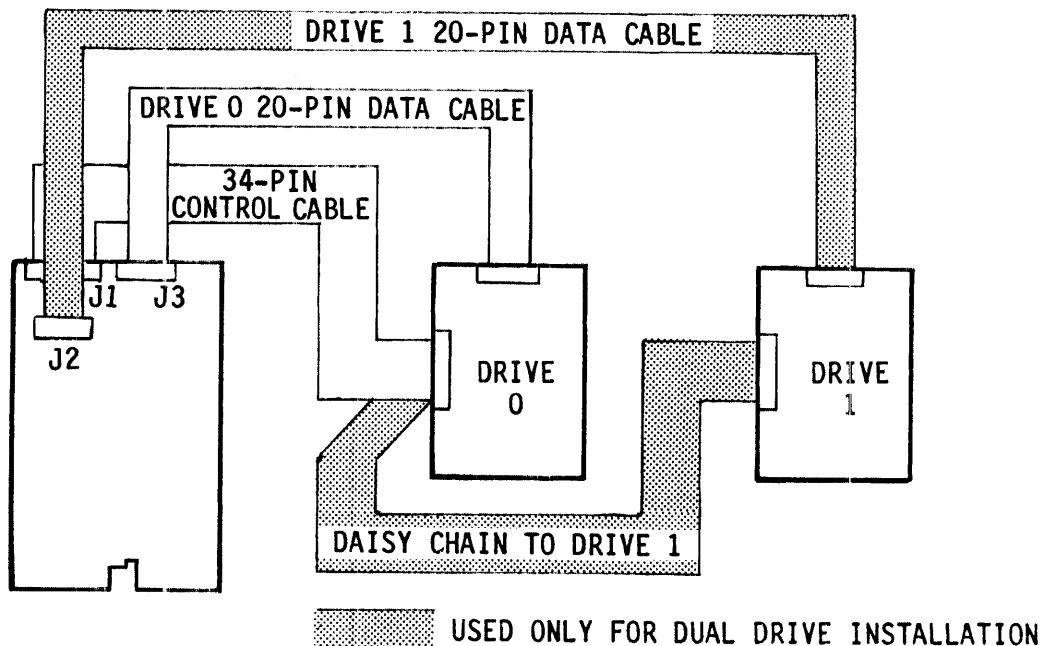 DRIVE 1 20-PIN DATA CABLE
DRIVE 0 20-PIN DATA CABLE
34-PIN
CONTROL CABLE
J1
J3
J2
DRIVE
0
DRIVE
1
DAISY CHAIN TO DRIVE 1
USED ONLY FOR DUAL DRIVE INSTALLATION